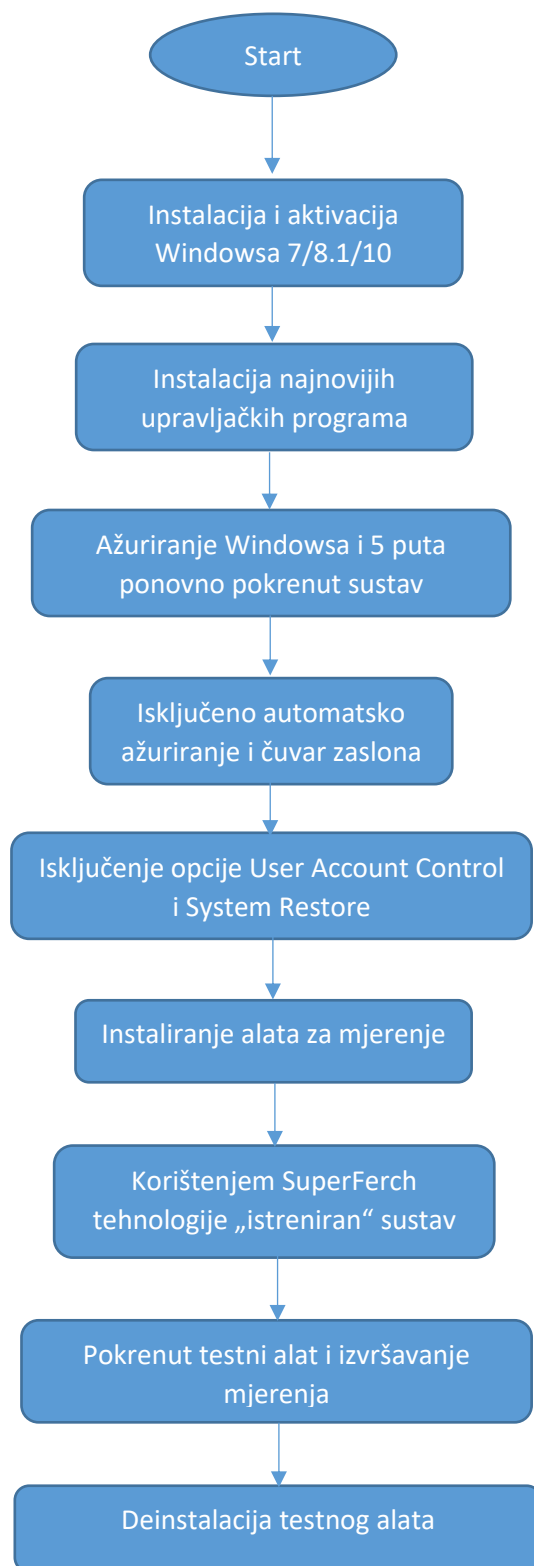 Start
Instalacija i aktivacija
Windowsa 7/8.1/10
Instalacija najnovijih
upravljačkih programa
Ažuriranje Windowsa i 5 puta
ponovno pokrenut sustav
Isključeno automatsko
ažuriranje i čuvar zaslona
Isključenje opcije User Account Control
i System Restore
Instaliranje alata za mjerenje
Korištenjem SuperFerch
tehnologije „istreniran“ sustav
Pokrenut testni alat i izvršavanje
mjerenja
Deinstalacija testnog alata